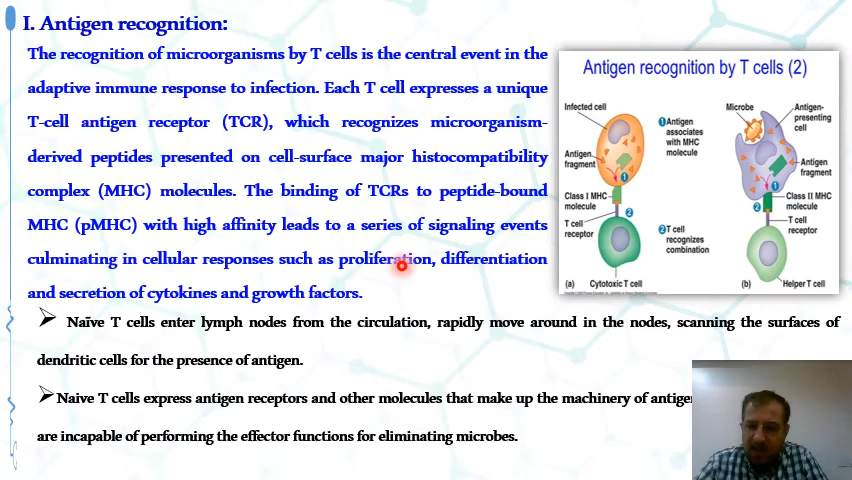 I. Antigen recognition:
The recognition of microorganisms by T cells is the central event in the
adaptive immune response to infection. Each T cell expresses a unique
T-cell antigen receptor (TCR), which recognizes microorganism-
derived peptides presented on cell-surface major histocompatibility
complex (MHC) molecules. The binding of TCRs to peptide-bound
MHC (pMHC) with high affinity leads to a series of signaling events
culminating in cellular responses such as proliferation, differentiation
and secretion of cytokines and growth factors.
Antigen recognition by T cells (2)
Infected cell
Antigen
fragment
Class I MHC
molecule
T cell
receptor
(a)
Cytotoxic T cell
1 Antigen
associates
with MHC
molecule
2 T cell
recognizes
combination
Microbe
Antigen-
presenting
cell
Antigen
fragment
1
2
1
2
Class II MHC
molecule
T cell
receptor
(b)
Helper T cell
➢ Naïve T cells enter lymph nodes from the circulation, rapidly move around in the nodes, scanning the surfaces of
dendritic cells for the presence of antigen.
➢ Naive T cells express antigen receptors and other molecules that make up the machinery of antigen
are incapable of performing the effector functions for eliminating microbes.